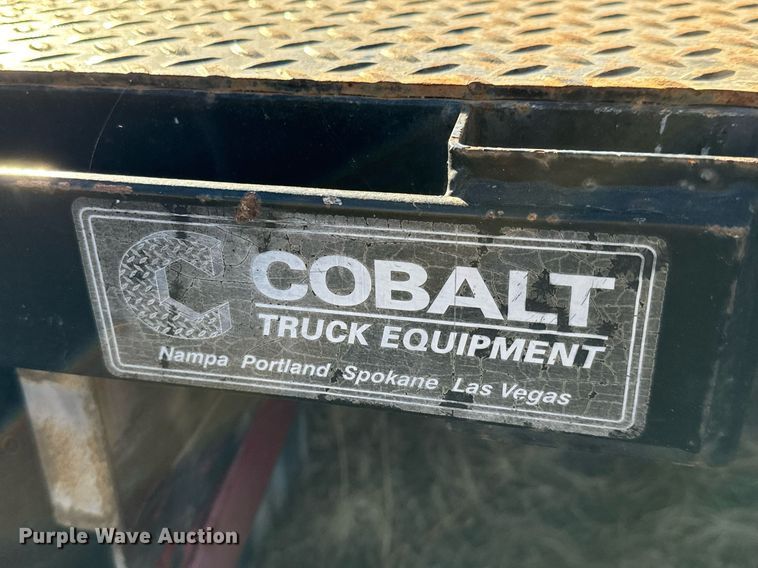 C COBALT
TRUCK EQUIPMENT
Nampa Portland Spokane Las Vegas
Purple Wave Auction